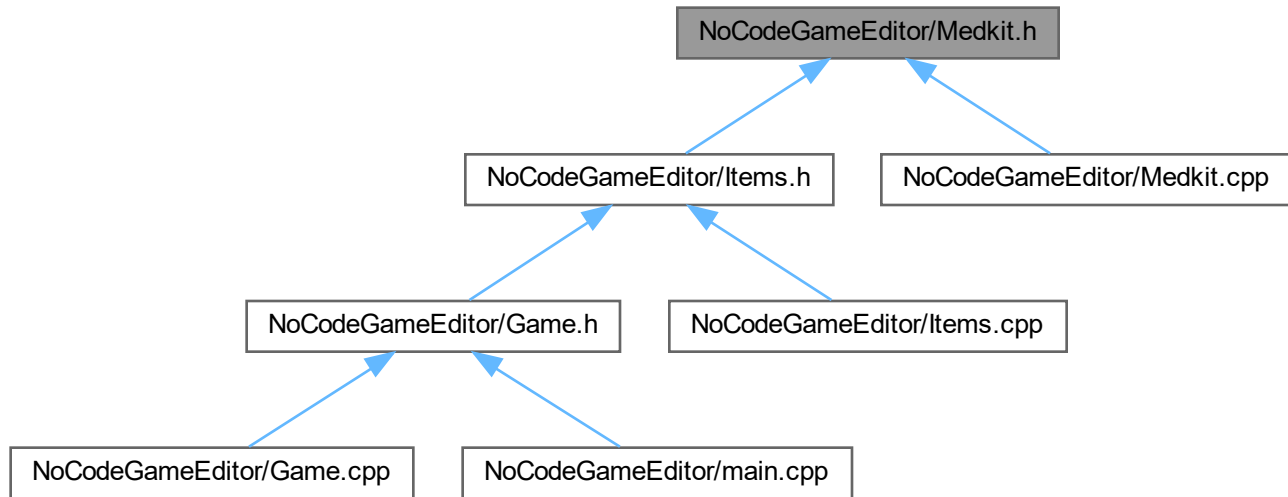 NoCodeGameEditor/Medkit.h
NoCodeGameEditor/Items.h
NoCodeGameEditor/Medkit.cpp
NoCodeGameEditor/Game.h
NoCodeGameEditor/Items.cpp
NoCodeGameEditor/Game.cpp
NoCodeGameEditor/main.cpp